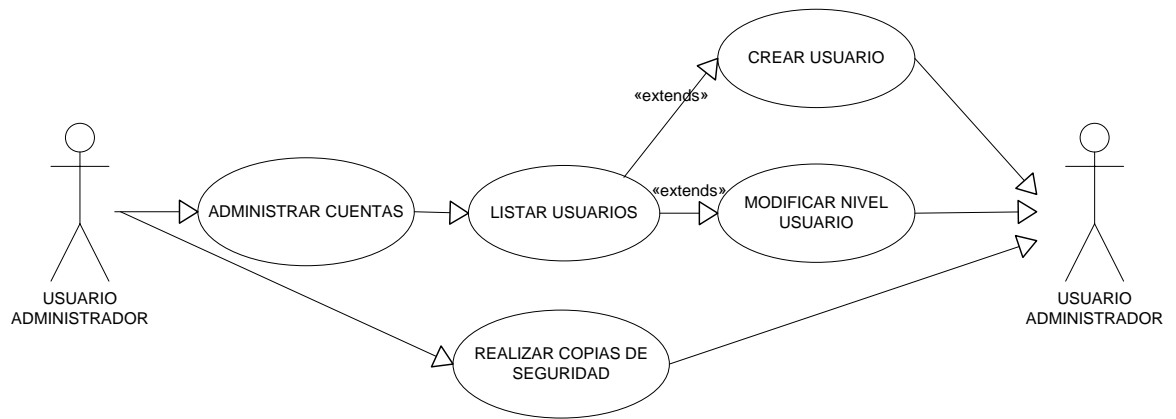 CREAR USUARIO
«extends»
ADMINISTRAR CUENTAS
LISTAR USUARIOS
«extends»
MODIFICAR NIVEL
USUARIO
USUARIO
ADMINISTRADOR
USUARIO
ADMINISTRADOR
REALIZAR COPIAS DE
SEGURIDAD